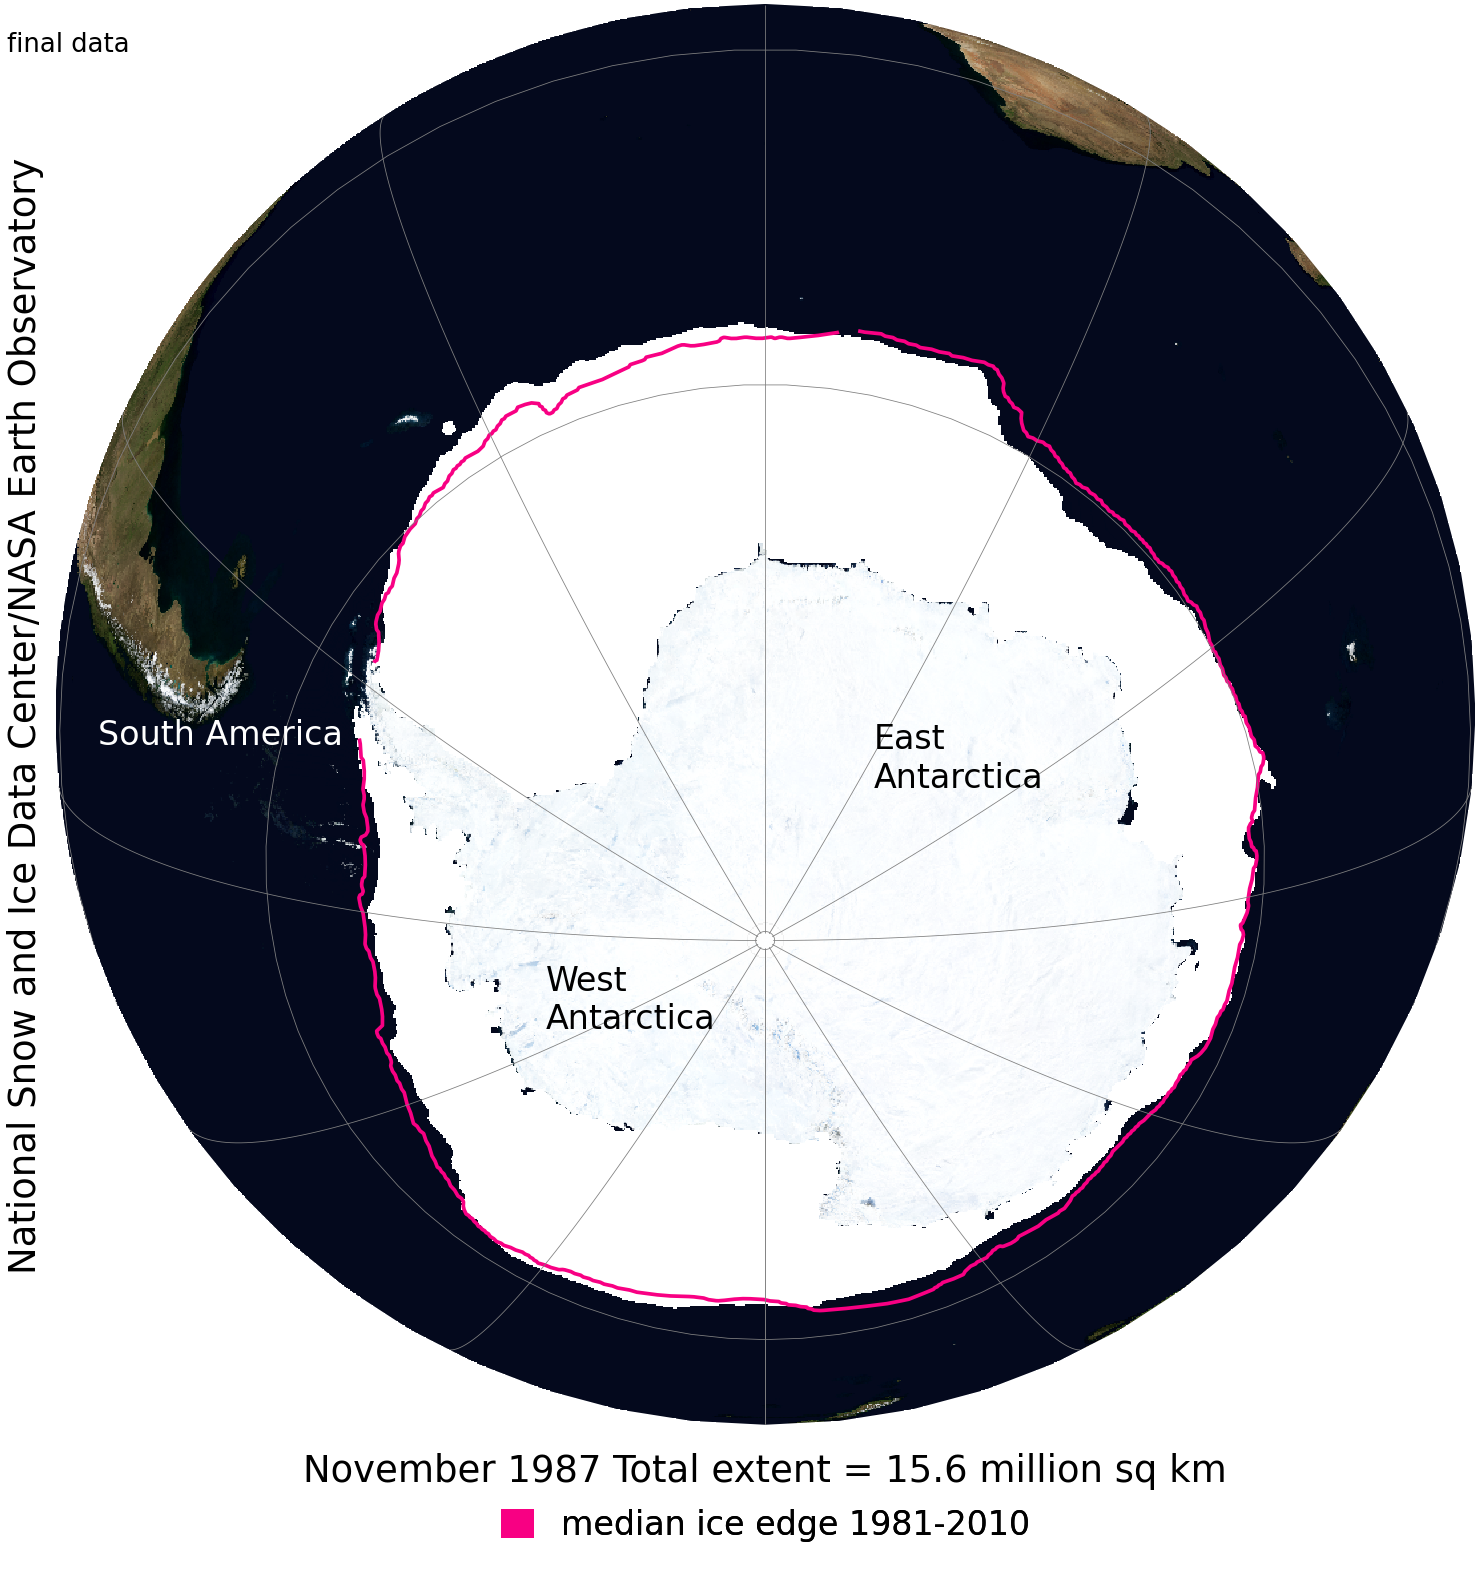 final data
National Snow and Ice Data Center/NASA Earth Observatory
South America
East
Antarctica
West
Antarctica
November 1987 Total extent = 15.6 million sq km
median ice edge 1981-2010